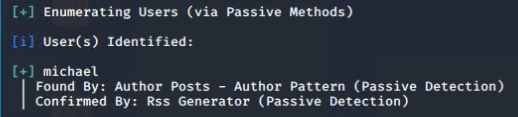 [+] Enumerating Users (via Passive Methods)
[i] User(s) Identified:
[+] michael
| Found By: Author Posts - Author Pattern (Passive Detection)
| Confirmed By: Rss Generator (Passive Detection)